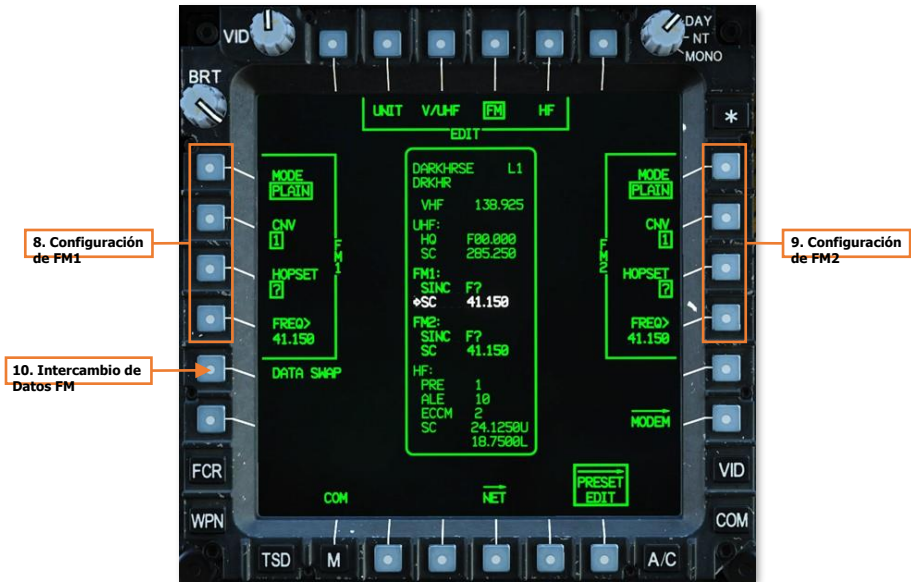 VID
DAY
NT
MONO
BRT
*
UNIT V/UHF FM HF
EDIT
MODE
PLAIN
CNV
1
HOPSET
?
FREQ>
41.150
FM1
DATA SWAP
DARKHRSE L1
DRKHR
VHF 138.925
UHF:
HQ F00.000
SC 285.250
FM1:
SINC F?
SC 41.150
FM2:
SINC F?
SC 41.150
HF:
PRE 1
ALE 10
ECCM 2
SC 24.1250U
18.7500L
FM2
MODE
PLAIN
CNV
1
HOPSET
?
FREQ>
41.150
MODEM
8. Configuración
de FM1
9. Configuración
de FM2
10. Intercambio de
Datos FM
COM
NET
PRESET
EDIT
FCR
WPN
VID
COM
TSD
M
A/C